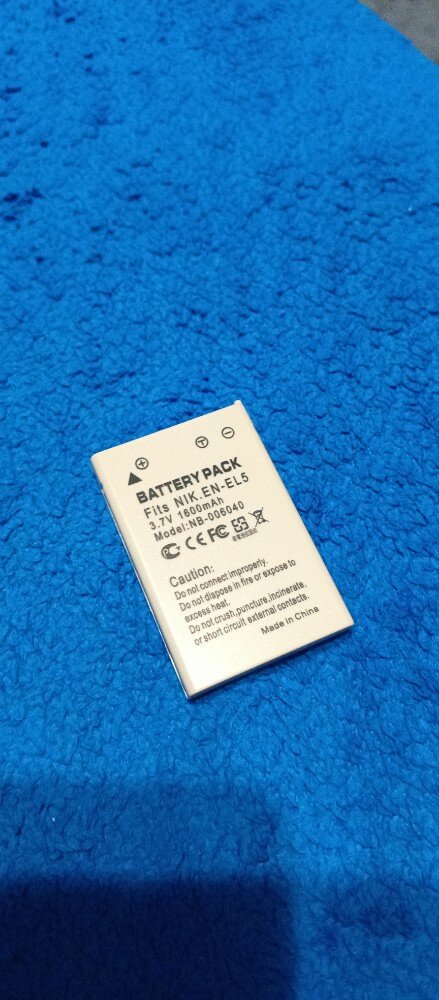 + T -
BATTERY PACK
Fits NIK.EN-EL5
3.7V 1600mAh
Model:NB-006040
CE FC
Caution:
Do not connect improperly.
Do not dispose in fire or expose to
excess heat.
Do not crush,puncture,incinerate,
or short circuit external contacts.
Made in China